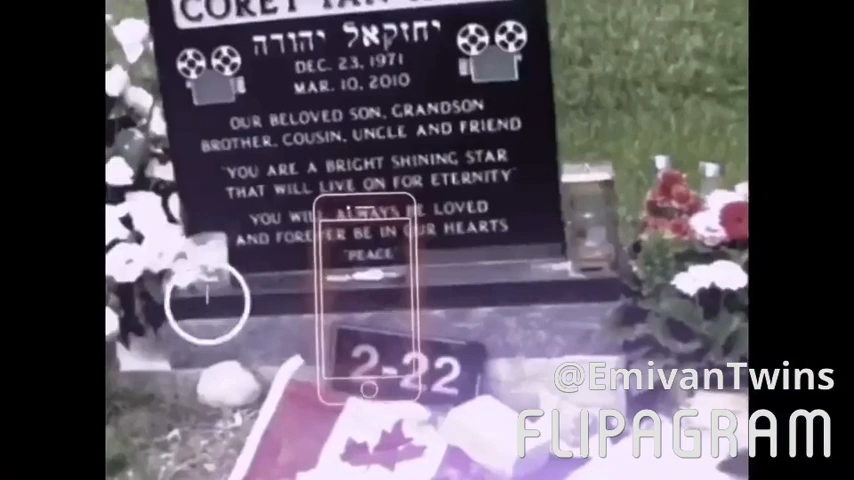 COREY IAN
יחזקאל יהודה
DEC. 23, 1971
MAR. 10, 2010
OUR BELOVED SON, GRANDSON
BROTHER, COUSIN, UNCLE AND FRIEND
"YOU ARE A BRIGHT SHINING STAR
THAT WILL LIVE ON FOR ETERNITY"
YOU WILL ALWAYS BE LOVED
AND FOREVER BE IN OUR HEARTS
"PEACE"
2-22
@EmivanTwins
FLIPAGRAM